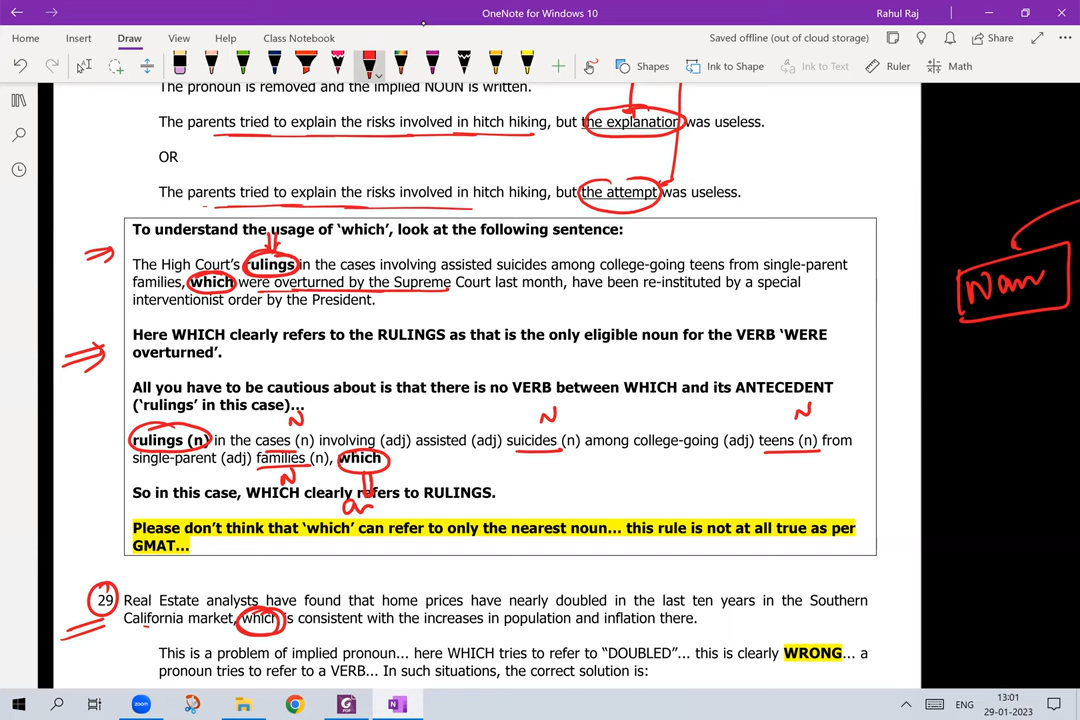 OneNote for Windows 10
Rahul Raj
Home Insert Draw View Help Class Notebook
Saved offline (out of cloud storage) Share
Shapes Ink to Shape Ink to Text Ruler Math
The pronoun is removed and the implied NOUN is written.
The parents tried to explain the risks involved in hitch hiking, but the explanation was useless.
OR
The parents tried to explain the risks involved in hitch hiking, but the attempt was useless.
To understand the usage of ‘which’, look at the following sentence:
The High Court’s rulings in the cases involving assisted suicides among college-going teens from single-parent
families, which were overturned by the Supreme Court last month, have been re-instituted by a special
interventionist order by the President.
Noun
Here WHICH clearly refers to the RULINGS as that is the only eligible noun for the VERB ‘WERE
overturned’.
All you have to be cautious about is that there is no VERB between WHICH and its ANTECEDENT
(‘rulings’ in this case)...
N N N
rulings (n) in the cases (n) involving (adj) assisted (adj) suicides (n) among college-going (adj) teens (n) from
single-parent (adj) families (n), which
N
So in this case, WHICH clearly refers to RULINGS.
Please don’t think that ‘which’ can refer to only the nearest noun... this rule is not at all true as per
GMAT...
29 Real Estate analysts have found that home prices have nearly doubled in the last ten years in the Southern
California market, which is consistent with the increases in population and inflation there.
This is a problem of implied pronoun... here WHICH tries to refer to “DOUBLED”... this is clearly WRONG... a
pronoun tries to refer to a VERB... In such situations, the correct solution is:
zoom
ENG
13:01
29-01-2023